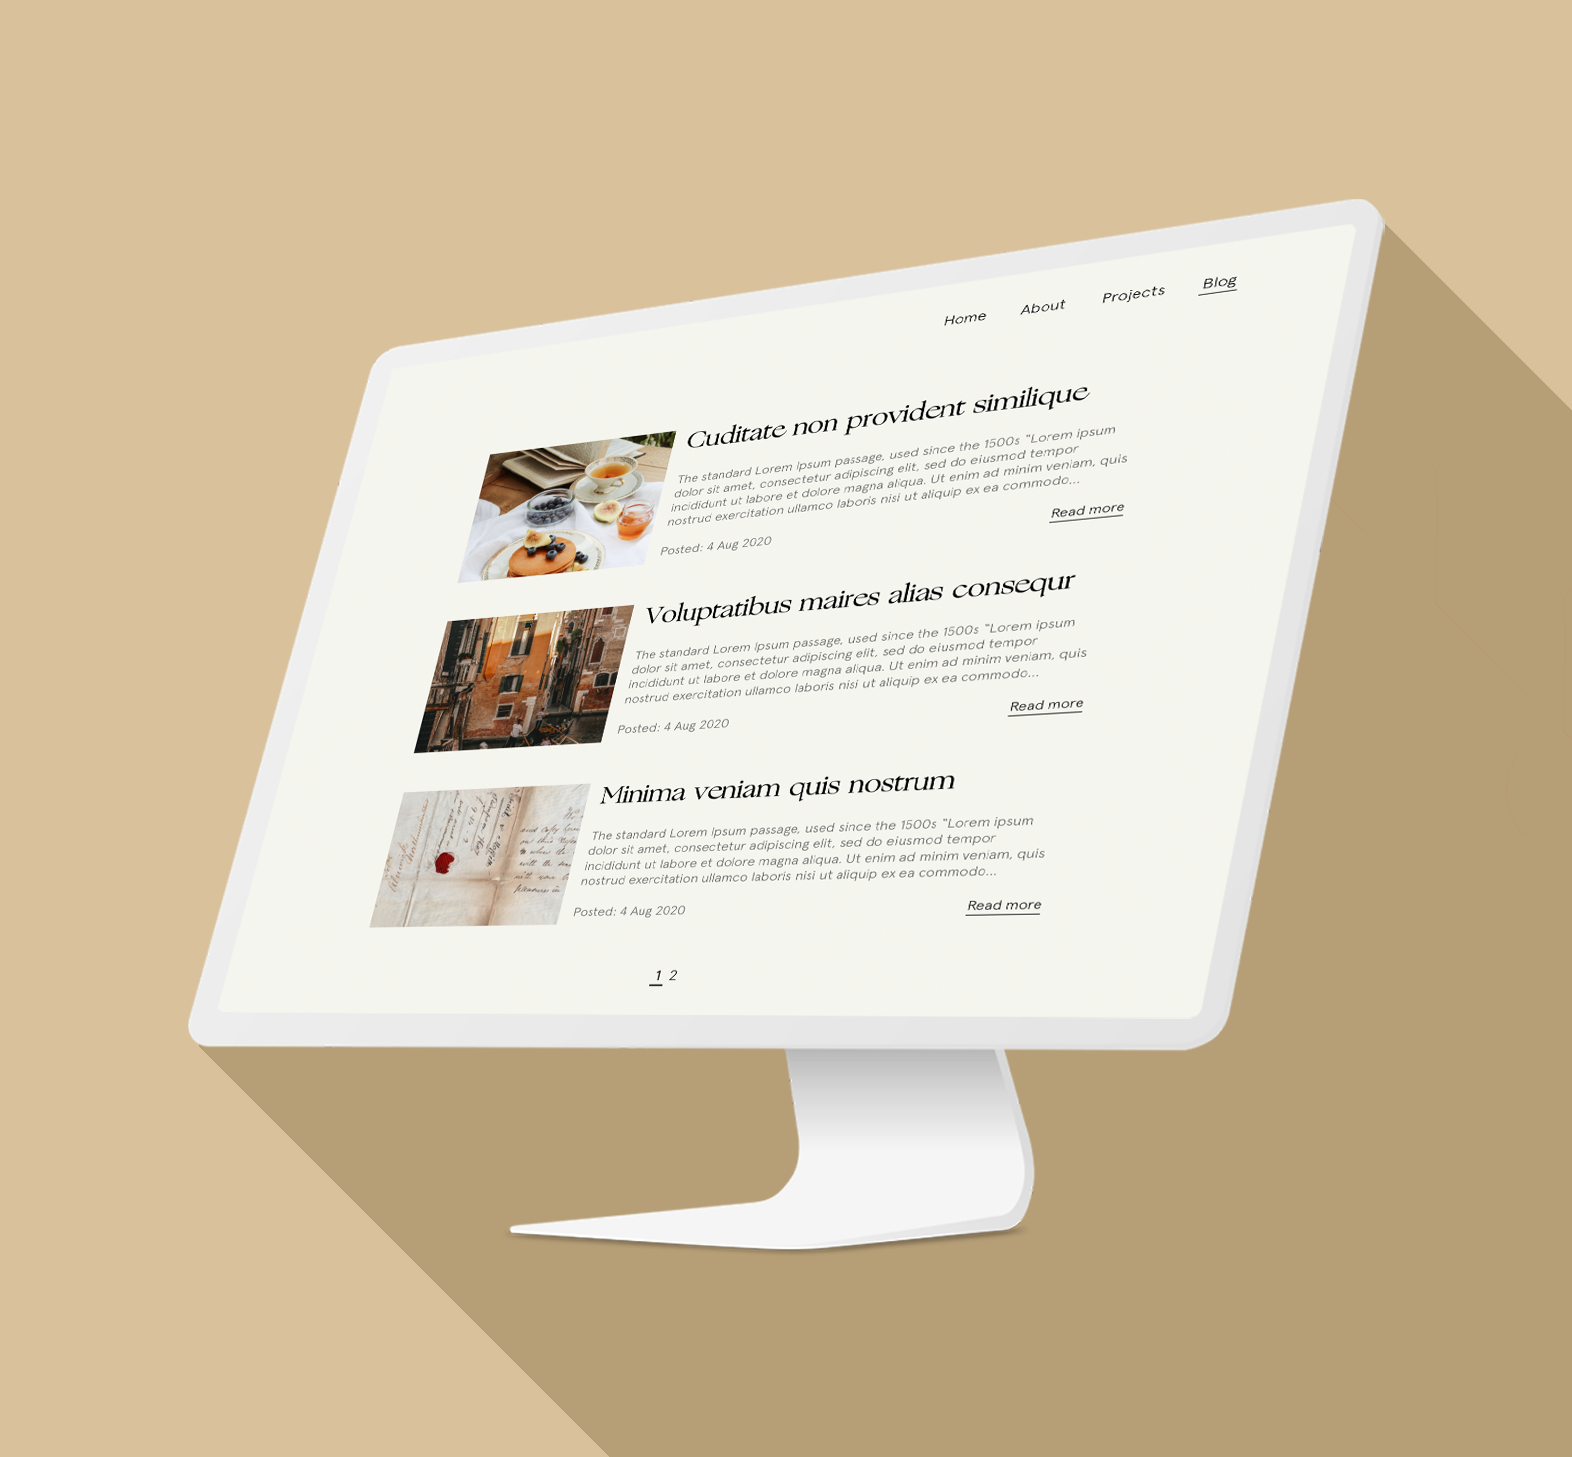 Home About Projects Blog
Cuditate non provident similique
The standard Lorem Ipsum passage, used since the 1500s "Lorem ipsum
dolor sit amet, consectetur adipiscing elit, sed do eiusmod tempor
incididunt ut labore et dolore magna aliqua. Ut enim ad minim veniam, quis
nostrud exercitation ullamco laboris nisi ut aliquip ex ea commodo...
Read more
Posted: 4 Aug 2020
Voluptatibus maires alias consequr
The standard Lorem Ipsum passage, used since the 1500s "Lorem ipsum
dolor sit amet, consectetur adipiscing elit, sed do eiusmod tempor
incididunt ut labore et dolore magna aliqua. Ut enim ad minim veniam, quis
nostrud exercitation ullamco laboris nisi ut aliquip ex ea commodo...
Read more
Posted: 4 Aug 2020
Minima veniam quis nostrum
The standard Lorem Ipsum passage, used since the 1500s "Lorem ipsum
dolor sit amet, consectetur adipiscing elit, sed do eiusmod tempor
incididunt ut labore et dolore magna aliqua. Ut enim ad minim veniam, quis
nostrud exercitation ullamco laboris nisi ut aliquip ex ea commodo...
Posted: 4 Aug 2020
Read more
1 2